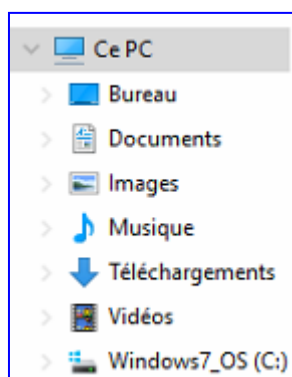 Ce PC
Bureau
Documents
Images
Musique
Téléchargements
Vidéos
Windows7_OS (C:)